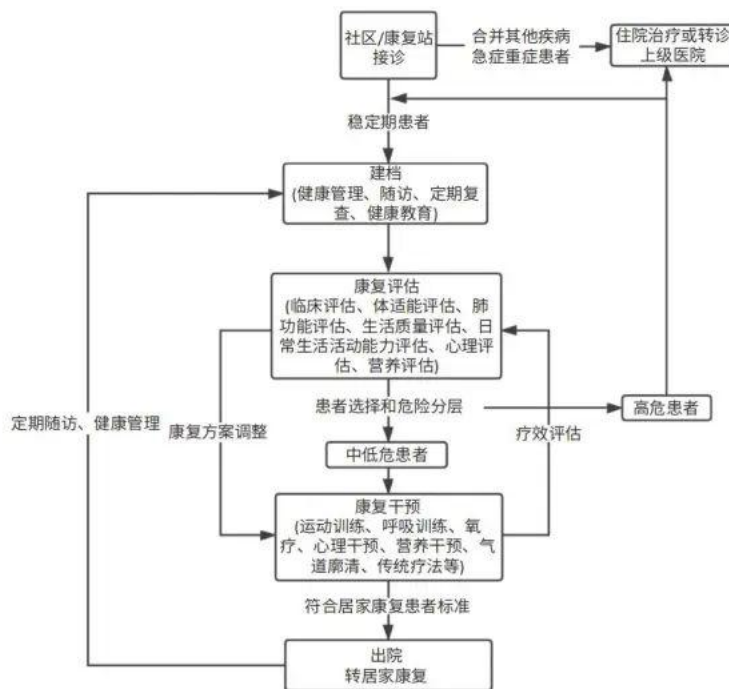 社区/康复站
接诊
合并其他疾病
急症重症患者
住院治疗或转诊
上级医院
稳定期患者
建档
(健康管理、随访、定期复
查、健康教育)
康复评估
(临床评估、体适能评估、肺
功能评估、生活质量评估、日
常生活活动能力评估、心理评
估、营养评估)
患者选择和危险分层
高危患者
定期随访、健康管理
康复方案调整
疗效评估
中低危患者
康复干预
(运动训练、呼吸训练、氧
疗、心理干预、营养干预、气
道廓清、传统疗法等)
符合居家康复患者标准
出院
转居家康复